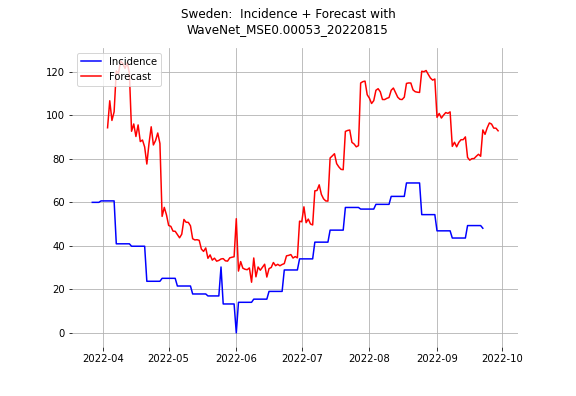 Sweden:  Incidence + Forecast with
WaveNet_MSE0.00053_20220815
Incidence
Forecast
120
100
80
60
40
20
0
2022-04 2022-05 2022-06 2022-07 2022-08 2022-09 2022-10